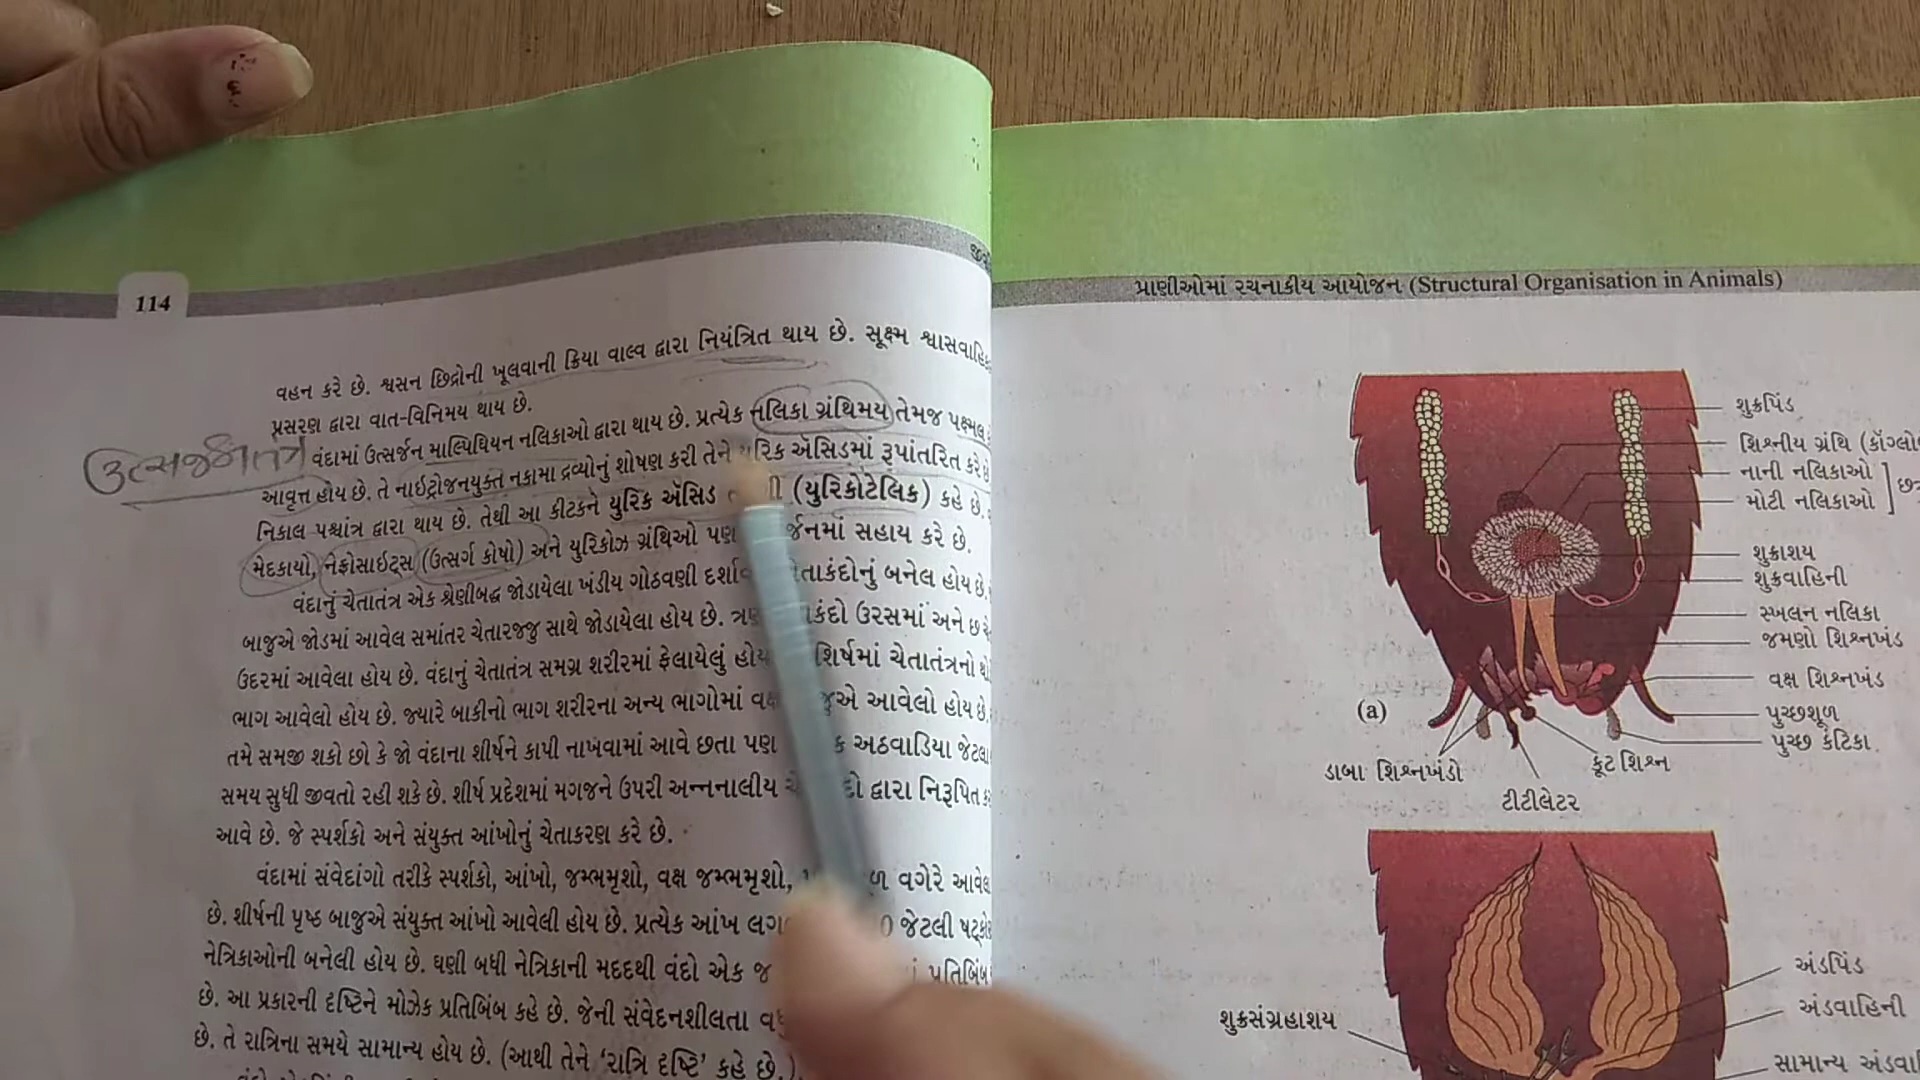 114
વહન કરે છે. શ્વસન છિદ્રોની ખૂલવાની ક્રિયા વાલ્વ દ્વારા નિયંત્રિત થાય છે. સૂક્ષ્મ
પ્રસરણ દ્વારા વાત-વિનિમય થાય છે.
ઉત્સર્જનતંત્ર
વંદામાં ઉત્સર્જન માલ્પિઘિયન નલિકાઓ દ્વારા થાય છે. પ્રત્યેક નલિકા ગ્રંથિમય તેમજ પક્ષ્મલ
આવૃત્ત હોય છે. તે નાઇટ્રોજનયુક્ત નકામા દ્રવ્યોનું શોષણ કરી તેને યુરિક ઍસિડમાં રૂપાંતરિત કરે છે
નિકાલ પશ્ચાંત્ર દ્વારા થાય છે. તેથી આ કીટકને યુરિક ઍસિડ (યુરિકોટેલિક) કહે છે.
મેદકાયો, નેફ્રોસાઇટ્સ (ઉત્સર્ગ કોષો) અને યુરિકોઝ ગ્રંથિઓ પણ સહાય કરે છે.
વંદાનું ચેતાતંત્ર એક શ્રેણીબદ્ધ જોડાયેલા ખંડીય ગોઠવણી બનેલ હોય છે.
બાજુએ જોડમાં આવેલ સમાંતર ચેતારજ્જુ સાથે જોડાયેલા હોય છે. ઉરસમાં અને છ
ઉદરમાં આવેલા હોય છે. વંદાનું ચેતાતંત્ર સમગ્ર શરીરમાં ફેલાયેલું શિર્ષમાં ચેતાતંત્રનો
ભાગ આવેલો હોય છે. જ્યારે બાકીનો ભાગ શરીરના અન્ય ભાગોમાં આવેલો હોય છે.
તમે સમજી શકો છો કે જો વંદાના શીર્ષને કાપી નાખવામાં આવે છતા પણ અઠવાડિયા જેટલા
સમય સુધી જીવતો રહી શકે છે. શીર્ષ પ્રદેશમાં મગજને ઉપરી અન્નનાલીય દ્વારા નિરૂપિત
આવે છે. જે સ્પર્શકો અને સંયુક્ત આંખોનું ચેતાકરણ કરે છે.
વંદામાં સંવેદાંગો તરીકે સ્પર્શકો, આંખો, જમ્ભમૃશો, વક્ષ જમ્ભમૃશો, વગેરે આવેલા
છે. શીર્ષની પૃષ્ઠ બાજુએ સંયુક્ત આંખો આવેલી હોય છે. પ્રત્યેક આંખ જેટલી
નેત્રિકાઓની બનેલી હોય છે. ઘણી બધી નેત્રિકાની મદદથી વંદો એક જ
છે. આ પ્રકારની દૃષ્ટિને મોઝેક પ્રતિબિંબ કહે છે. જેની સંવેદનશીલતા
છે. તે રાત્રિના સમયે સામાન્ય હોય છે. (આથી તેને ‘રાત્રિ દૃષ્ટિ’ કહે છે.)
પ્રાણીઓમાં રચનાકીય આયોજન (Structural Organisation in Animals)
શુક્રપિંડ
શિશ્નીય ગ્રંથિ
નાની નલિકાઓ
મોટી નલિકાઓ
શુક્રાશય
શુક્રવાહિની
સ્ખલન નલિકા
જમણો શિશ્નખંડ
વક્ષ શિશ્નખંડ
(a)
પુચ્છશૂળ
પુચ્છ કંટિકા
ડાબા શિશ્નખંડો
કૂટ શિશ્ન
ટીટીલેટર
અંડપિંડ
અંડવાહિની
શુક્રસંગ્રહાશય
સામાન્ય